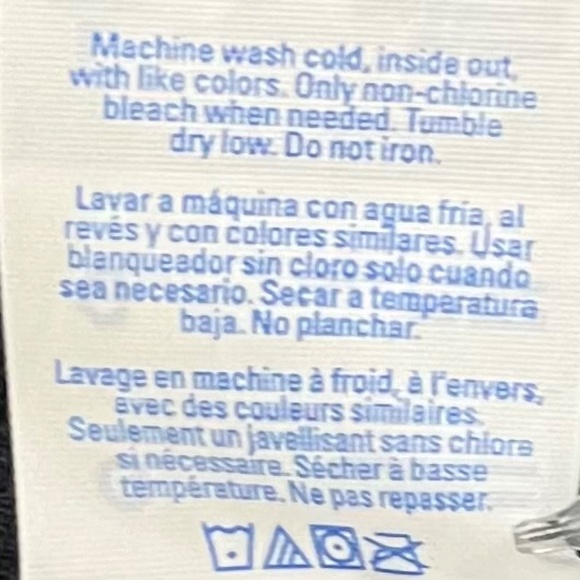 Machine wash cold, inside out,
with like colors. Only non-chlorine
bleach when needed. Tumble
dry low. Do not iron.
Lavar a máquina con agua fría, al
revés y con colores similares. Usar
blanqueador sin cloro solo cuando
sea necesario. Secar a temperatura
baja. No planchar.
Lavage en machine à froid, à l'envers,
avec des couleurs similaires.
Seulement un javellisant sans chlore
si nécessaire. Sécher à basse
température. Ne pas repasser.